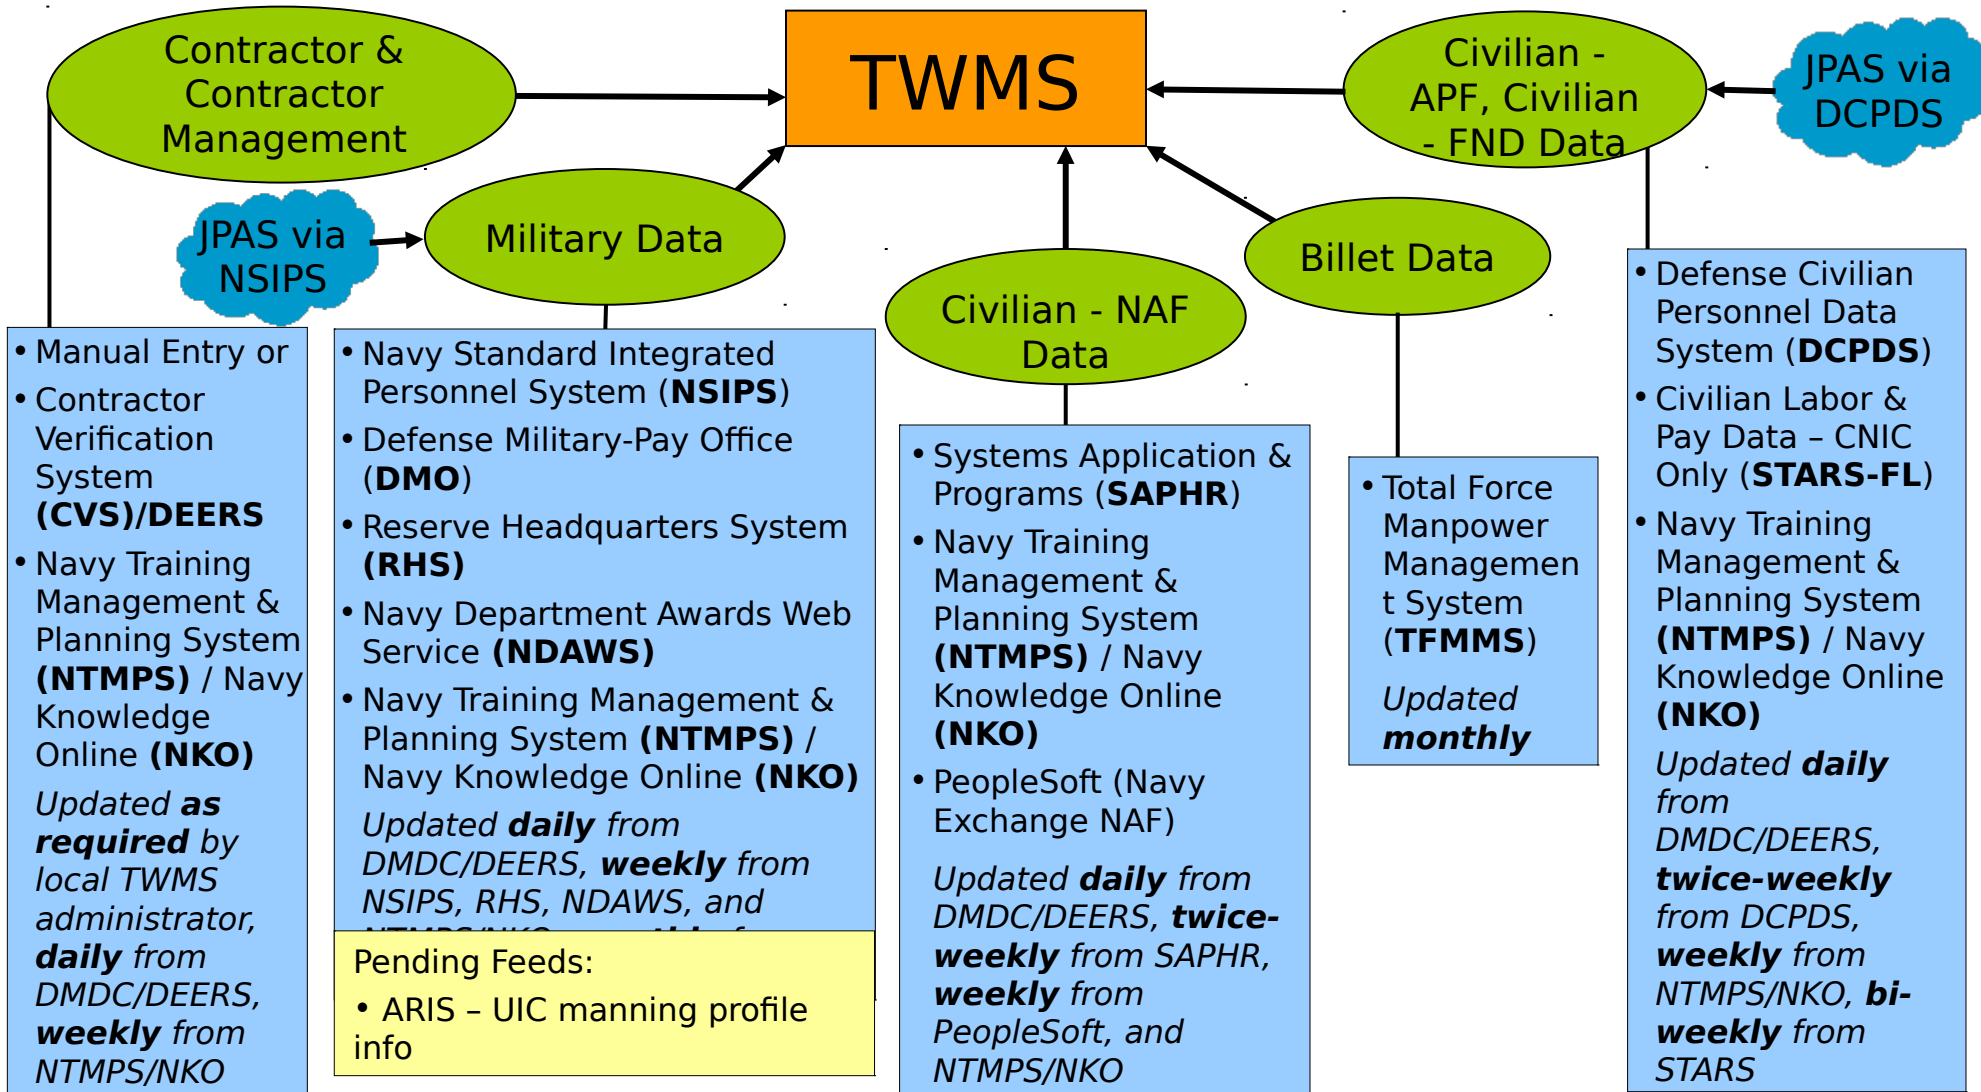 Contractor &
Contractor
Management
TWMS
Civilian -
APF, Civilian
- FND Data
JPAS via
DCPDS
JPAS via
NSIPS
Military Data
Civilian - NAF
Data
Billet Data
• Manual Entry or
• Contractor
Verification
System
(CVS)/DEERS
• Navy Training
Management &
Planning System
(NTMPS) / Navy
Knowledge
Online (NKO)
Updated as
required by
local TWMS
administrator,
daily from
DMDC/DEERS,
weekly from
NTMPS/NKO
• Navy Standard Integrated
Personnel System (NSIPS)
• Defense Military-Pay Office
(DMO)
• Reserve Headquarters System
(RHS)
• Navy Department Awards Web
Service (NDAWS)
• Navy Training Management &
Planning System (NTMPS) /
Navy Knowledge Online (NKO)
Updated daily from
DMDC/DEERS, weekly from
NSIPS, RHS, NDAWS, and
Pending Feeds:
• ARIS – UIC manning profile
info
• Systems Application &
Programs (SAPHR)
• Navy Training
Management &
Planning System
(NTMPS) / Navy
Knowledge Online
(NKO)
• PeopleSoft (Navy
Exchange NAF)
Updated daily from
DMDC/DEERS, twice-
weekly from SAPHR,
weekly from
PeopleSoft, and
NTMPS/NKO
• Total Force
Manpower
Managemen
t System
(TFMMS)
Updated
monthly
• Defense Civilian
Personnel Data
System (DCPDS)
• Civilian Labor &
Pay Data – CNIC
Only (STARS-FL)
• Navy Training
Management &
Planning System
(NTMPS) / Navy
Knowledge Online
(NKO)
Updated daily
from
DMDC/DEERS,
twice-weekly
from DCPDS,
weekly from
NTMPS/NKO, bi-
weekly from
STARS